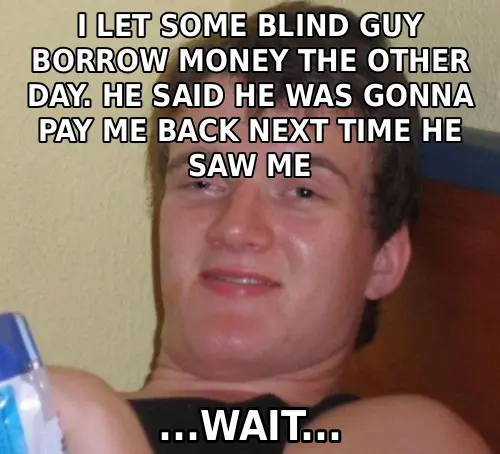 I LET SOME BLIND GUY
BORROW MONEY THE OTHER
DAY. HE SAID HE WAS GONNA
PAY ME BACK NEXT TIME HE
SAW ME
...WAIT...